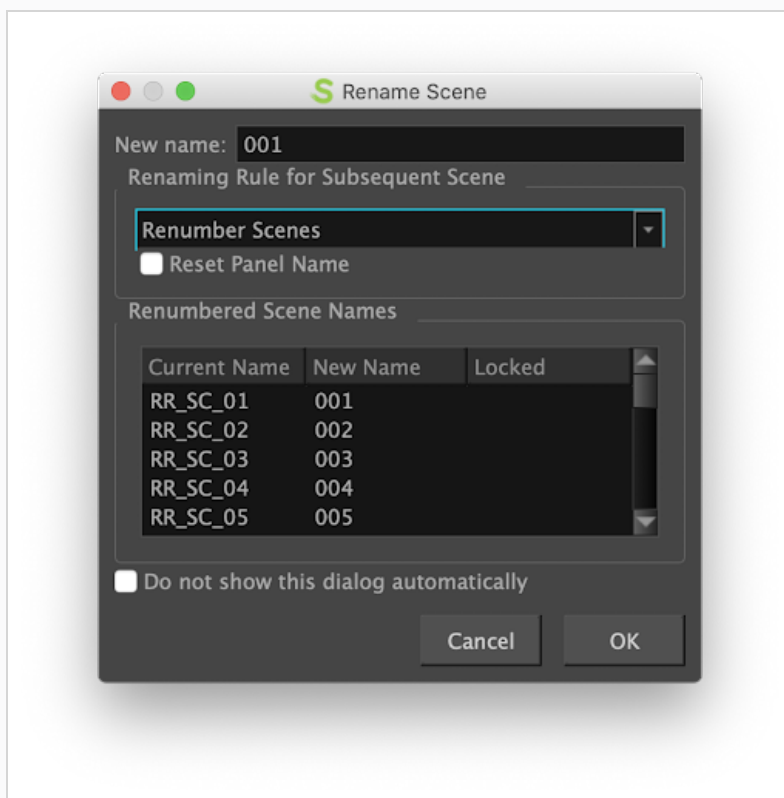 Rename Scene
New name: 001
Renaming Rule for Subsequent Scene
Renumber Scenes
Reset Panel Name
Renumbered Scene Names
Current Name New Name Locked
RR_SC_01 001
RR_SC_02 002
RR_SC_03 003
RR_SC_04 004
RR_SC_05 005
Do not show this dialog automatically
Cancel OK